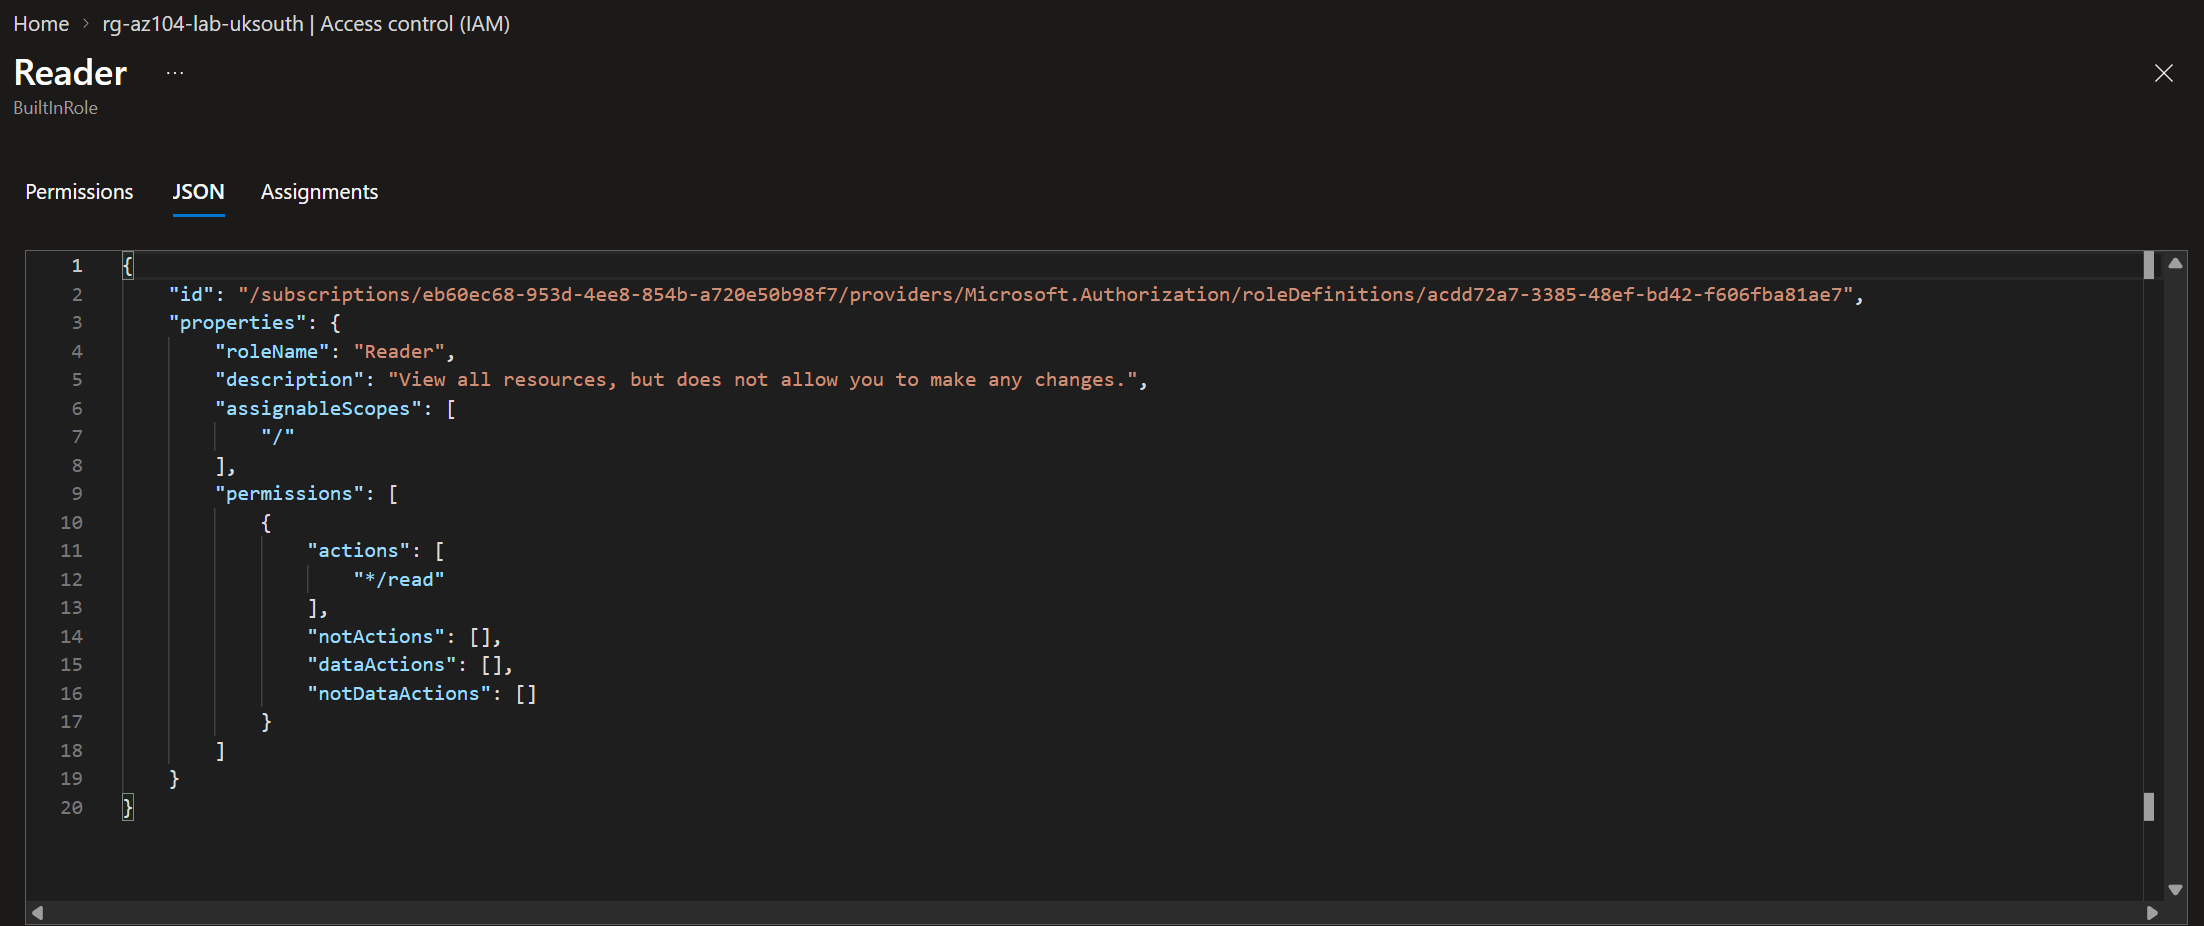 Home > rg-az104-lab-uksouth | Access control (IAM)
Reader ...
BuiltInRole
Permissions JSON Assignments
1 {
2 "id": "/subscriptions/eb60ec68-953d-4ee8-854b-a720e50b98f7/providers/Microsoft.Authorization/roleDefinitions/acdd72a7-3385-48ef-bd42-f606fba81ae7",
3 "properties": {
4 "roleName": "Reader",
5 "description": "View all resources, but does not allow you to make any changes.",
6 "assignableScopes": [
7 "/"
8 ],
9 "permissions": [
10 {
11 "actions": [
12 "*/read"
13 ],
14 "notActions": [],
15 "dataActions": [],
16 "notDataActions": []
17 }
18 ]
19 }
20 }